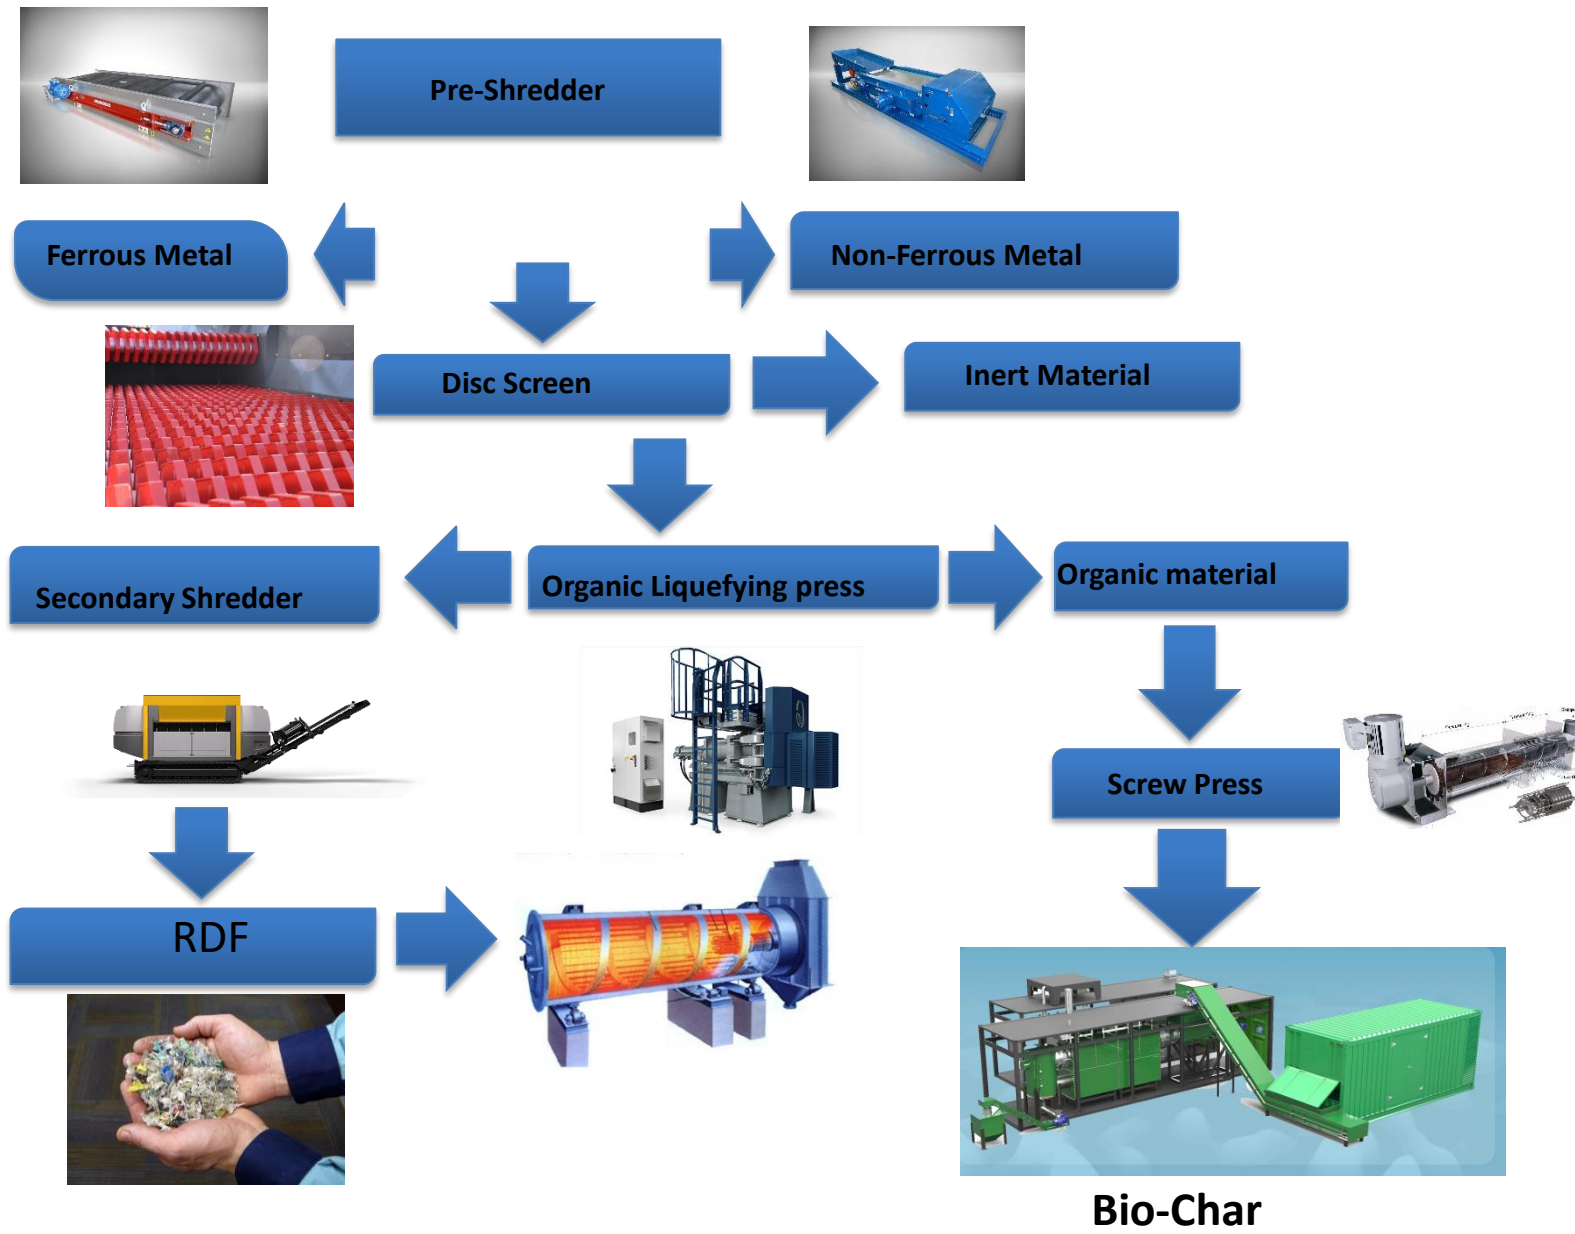 Pre-Shredder
Ferrous Metal
Non-Ferrous Metal
Disc Screen
Inert Material
Secondary Shredder
Organic Liquefying press
Organic material
Screw Press
RDF
Bio-Char